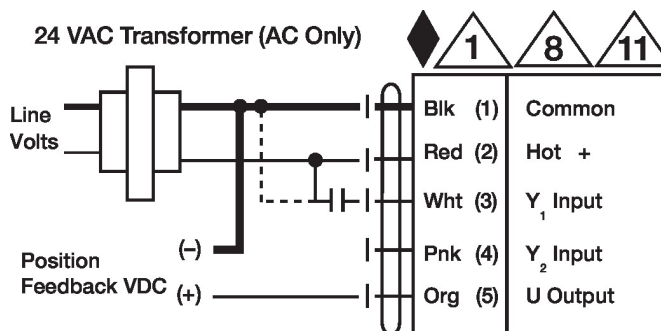 24 VAC Transformer (AC Only)
1 8 11
Line
Volts
Blk (1) Common
Red (2) Hot +
Wht (3) Y1 Input
Pnk (4) Y2 Input
Org (5) U Output
Position
Feedback VDC
(–)
(+)